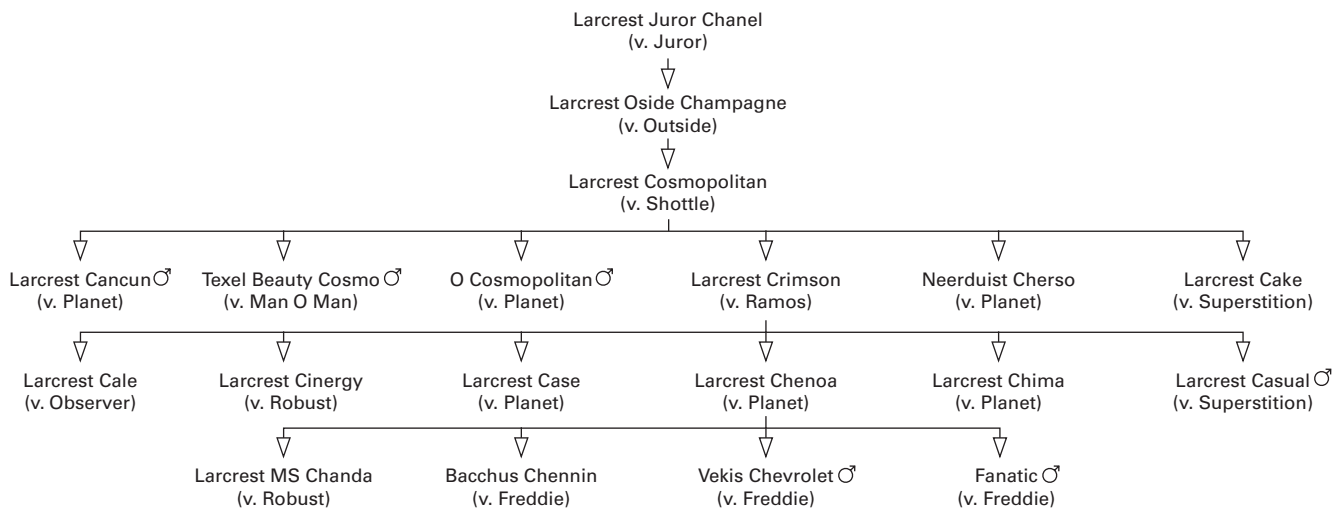 Larcrest Juror Chanel
(v. Juror)
Larcrest Oside Champagne
(v. Outside)
Larcrest Cosmopolitan
(v. Shottle)
Larcrest Cancun ♂ Texel Beauty Cosmo ♂ O Cosmopolitan ♂ Larcrest Crimson Neerduist Cherso Larcrest Cake
(v. Planet) (v. Man O Man) (v. Planet) (v. Ramos) (v. Planet) (v. Superstition)
Larcrest Cale Larcrest Cinergy Larcrest Case Larcrest Chenoa Larcrest Chima Larcrest Casual ♂
(v. Observer) (v. Robust) (v. Planet) (v. Planet) (v. Planet) (v. Superstition)
Larcrest MS Chanda Bacchus Chennin Vekis Chevrolet ♂ Fanatic ♂
(v. Robust) (v. Freddie) (v. Freddie) (v. Freddie)